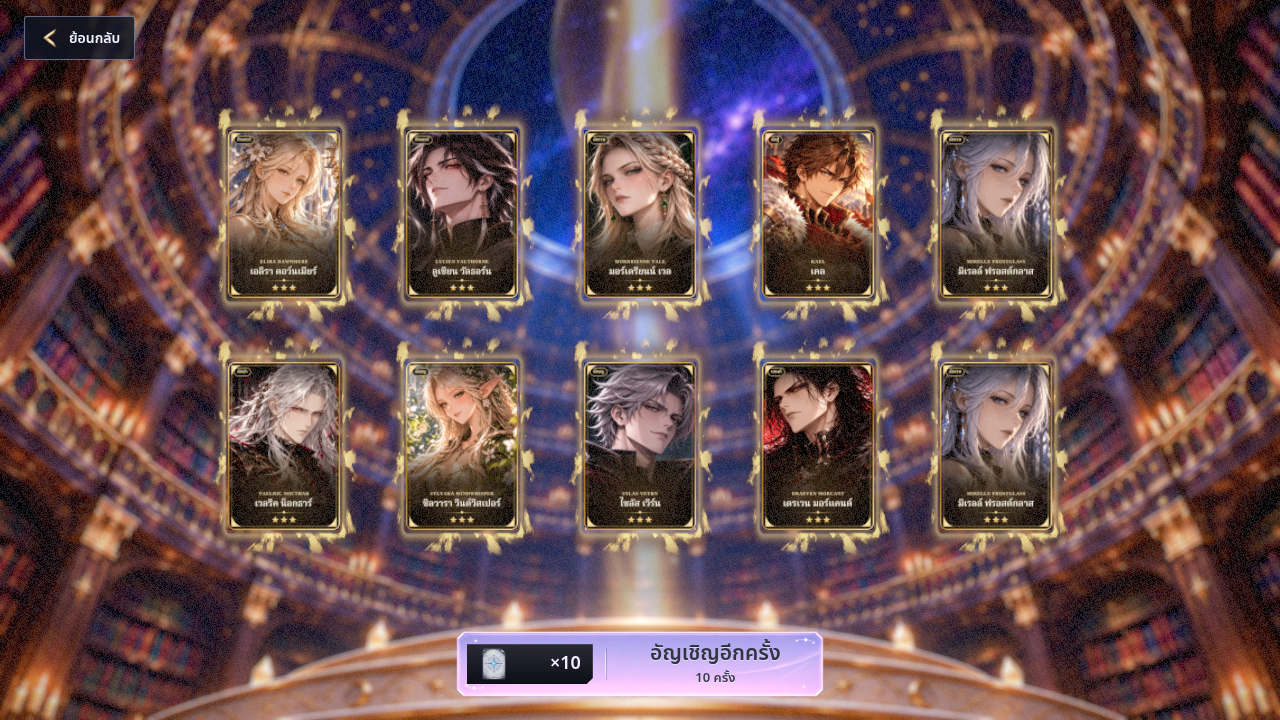 ย้อนกลับ
ELIRA DAWNMERE
เอลิรา ดอว์นเมียร์
LUCIEN VALTHORNE
ลูเซียน วัลธอร์น
มอร์เดรียนน์ เวล
KAEL
เคล
MIRELLE FROSTGLASS
มิเรลล์ ฟรอสต์กลาส
VAELRIC NOCTHAR
เวลริค น็อกธาร์
SYLVARA WINDWHISPER
ซิลวารา วินด์วิสเปอร์
SILAS VEYRN
ไซลัส เวิร์น
DRAEVEN MORCANT
เดรเวน มอร์แคนต์
MIRELLE FROSTGLASS
มิเรลล์ ฟรอสต์กลาส
×10
อัญเชิญอีกครั้ง
10 ครั้ง